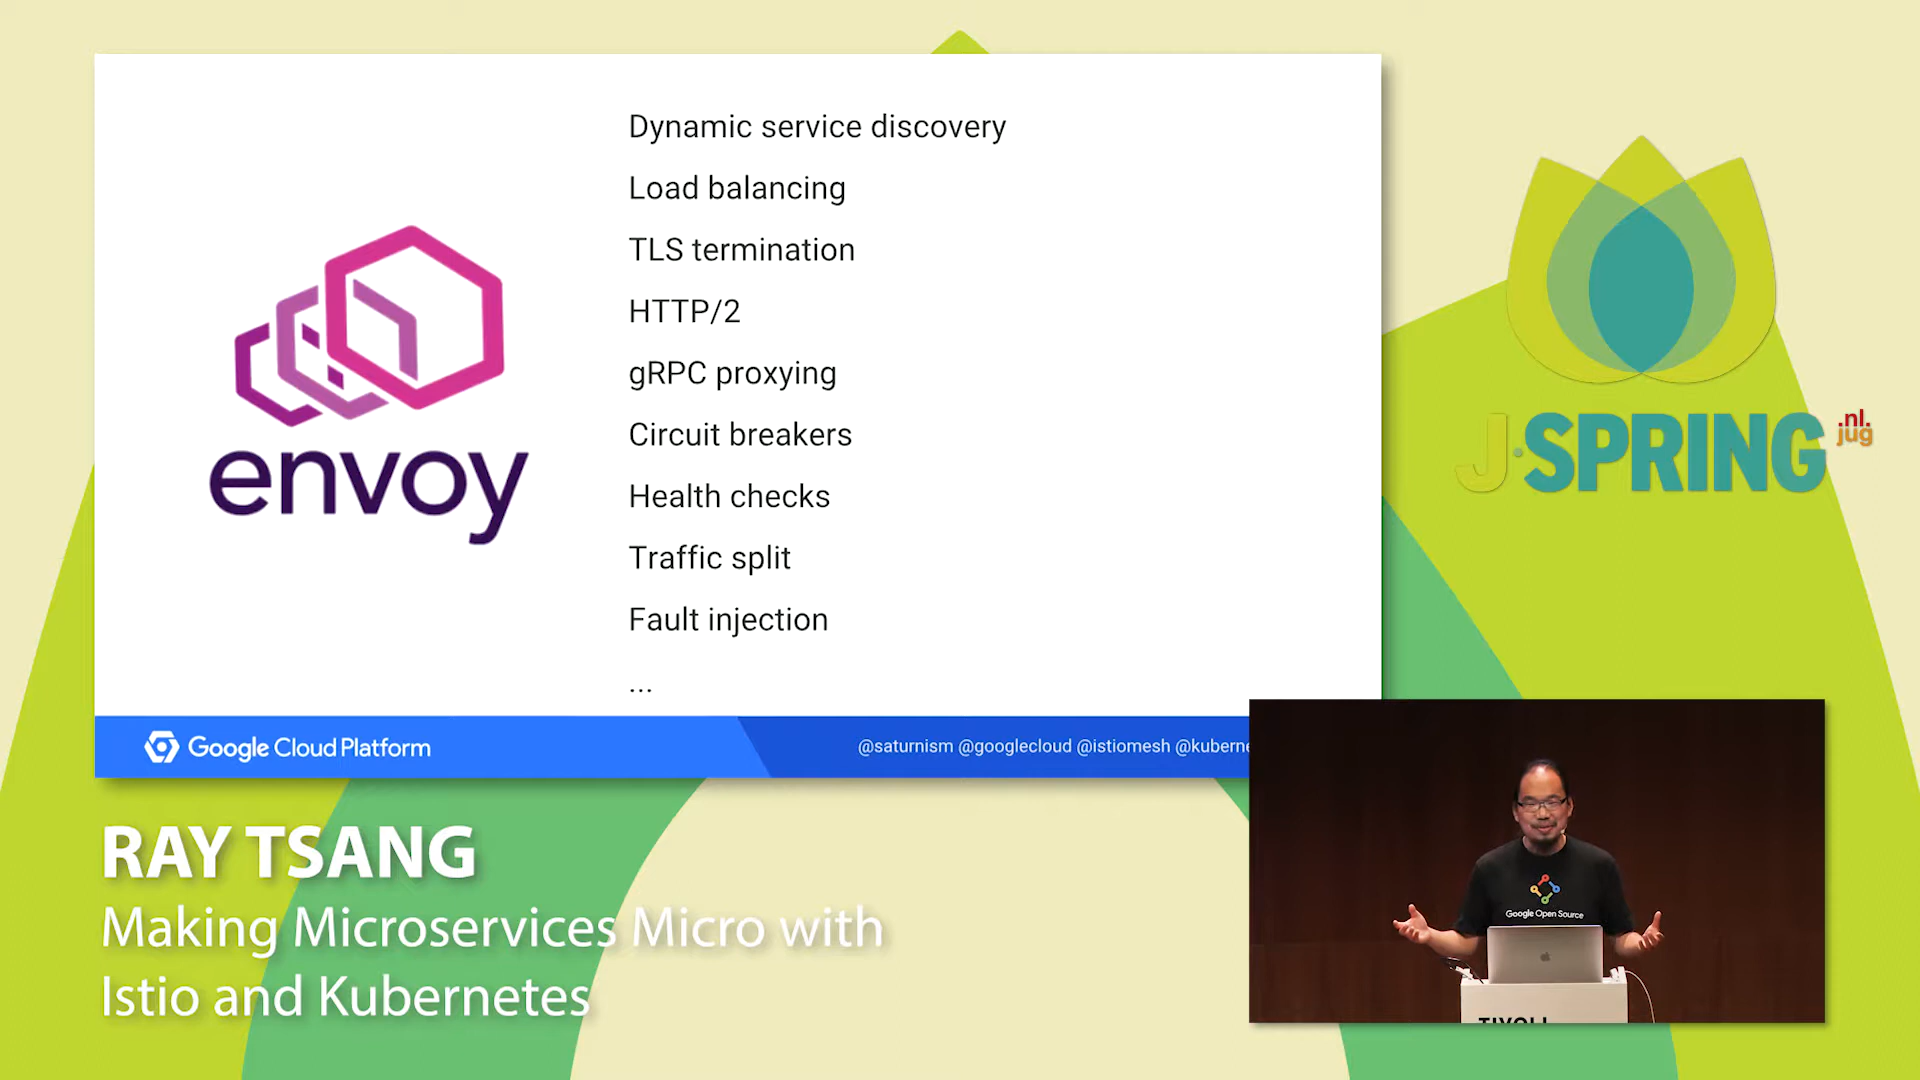 Dynamic service discovery
Load balancing
TLS termination
HTTP/2
gRPC proxying
Circuit breakers
Health checks
Traffic split
Fault injection
...
envoy
Google Cloud Platform
@saturnism @googlecloud @istiomesh @kuberne
J·SPRING
.nl.
jug
RAY TSANG
Making Microservices Micro with
Istio and Kubernetes
Google Open Source
TIVOLI